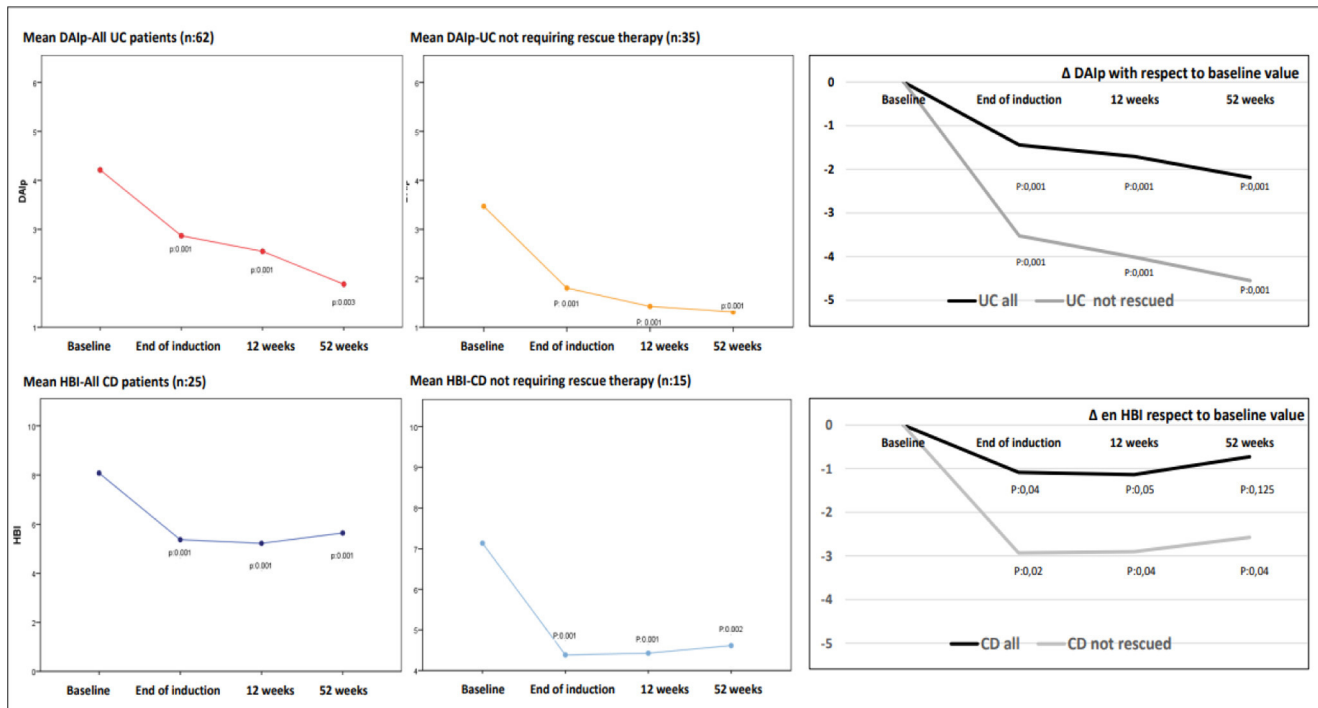 Mean DAIp-All UC patients (n:62)
6
5
4
3
2
1
DAIp
p:0.001
p:0.001
p:0.003
Baseline End of induction 12 weeks 52 weeks
Mean DAIp-UC not requiring rescue therapy (n:35)
6
5
4
3
2
1
P: 0.001
P: 0.001
p:0.001
Baseline End of induction 12 weeks 52 weeks
Δ DAIp with respect to baseline value
0
-1
-2
-3
-4
-5
Baseline End of induction 12 weeks 52 weeks
P:0,001 P:0,001 P:0,001
P:0,001 P:0,001 P:0,001
UC all UC not rescued
Mean HBI-All CD patients (n:25)
10
8
6
4
2
0
HBI
p:0.001
p:0.001
p:0.001
Baseline End of induction 12 weeks 52 weeks
Mean HBI-CD not requiring rescue therapy (n:15)
10
9
8
7
6
5
4
P:0.001 P:0.001 P:0.002
Baseline End of induction 12 weeks 52 weeks
Δ en HBI respect to baseline value
0
-1
-2
-3
-4
-5
Baseline End of induction 12 weeks 52 weeks
P:0,04 P:0,05 P:0,125
P:0,02 P:0,04 P:0,04
CD all CD not rescued